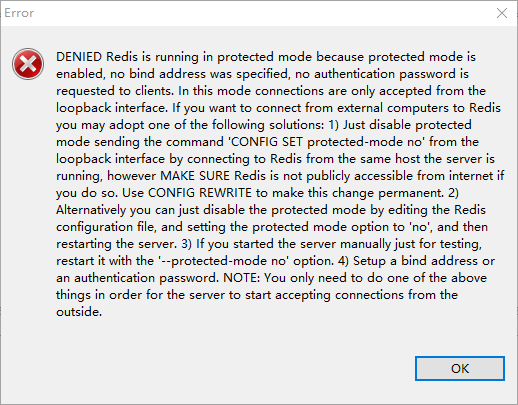 Error
DENIED Redis is running in protected mode because protected mode is
enabled, no bind address was specified, no authentication password is
requested to clients. In this mode connections are only accepted from the
loopback interface. If you want to connect from external computers to Redis
you may adopt one of the following solutions: 1) Just disable protected
mode sending the command 'CONFIG SET protected-mode no' from the
loopback interface by connecting to Redis from the same host the server is
running, however MAKE SURE Redis is not publicly accessible from internet if
you do so. Use CONFIG REWRITE to make this change permanent. 2)
Alternatively you can just disable the protected mode by editing the Redis
configuration file, and setting the protected mode option to 'no', and then
restarting the server. 3) If you started the server manually just for testing,
restart it with the '--protected-mode no' option. 4) Setup a bind address or
an authentication password. NOTE: You only need to do one of the above
things in order for the server to start accepting connections from the
outside.
OK